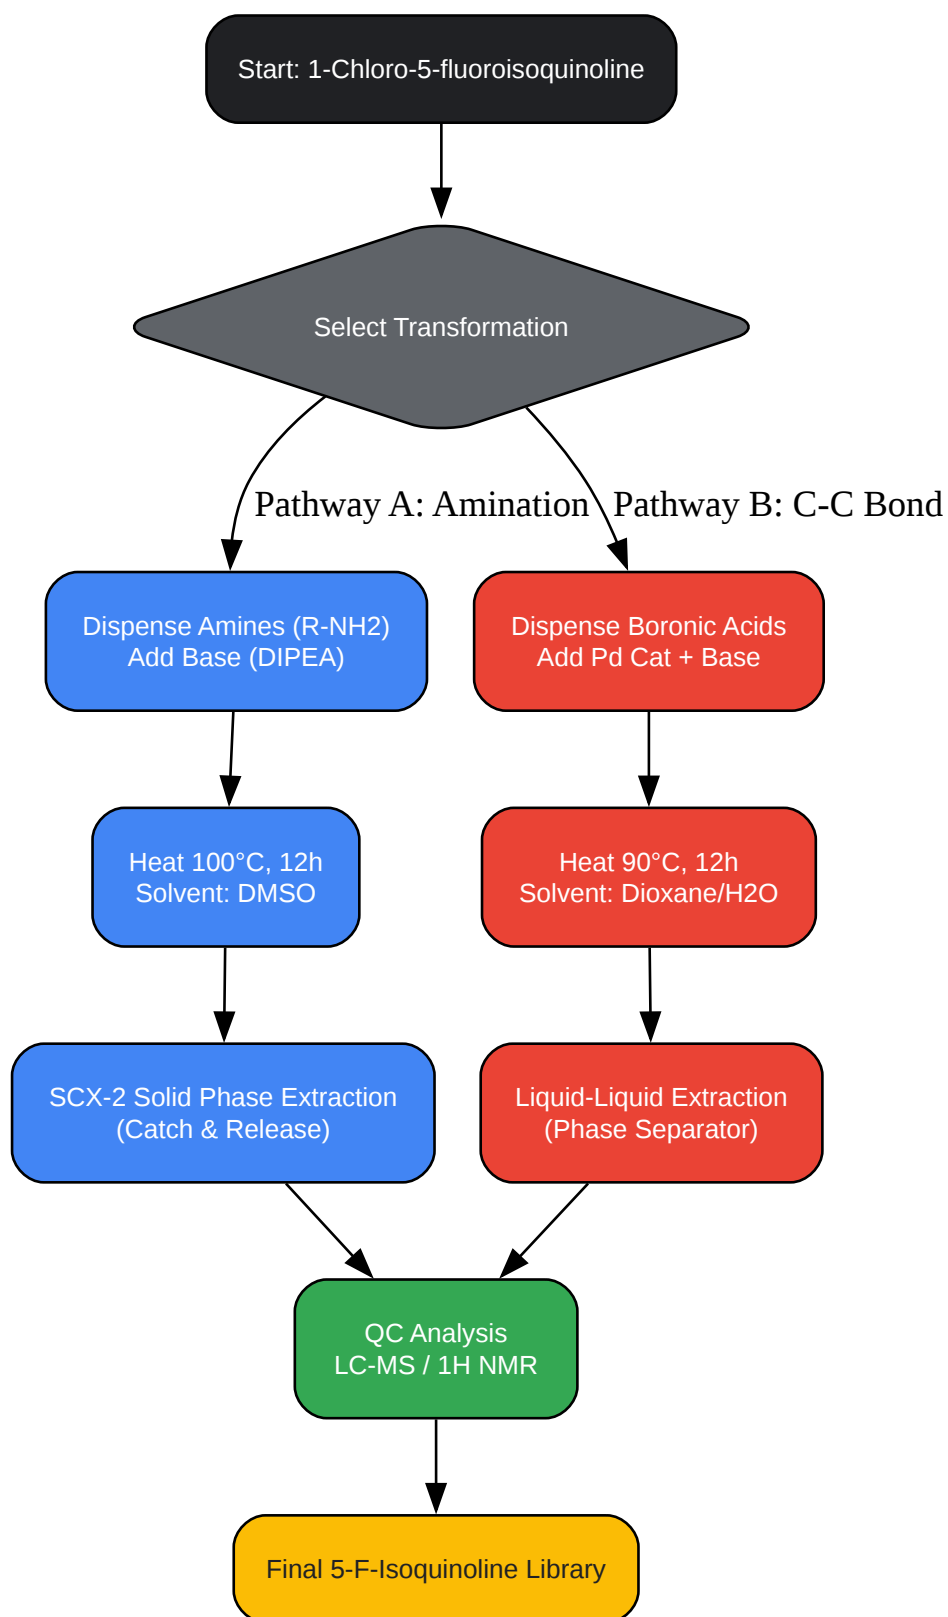 Start: 1-Chloro-5-fluoroisoquinoline
Select Transformation
Pathway A: Amination
Pathway B: C-C Bond
Dispense Amines (R-NH2)
Add Base (DIPEA)
Dispense Boronic Acids
Add Pd Cat + Base
Heat 100°C, 12h
Solvent: DMSO
Heat 90°C, 12h
Solvent: Dioxane/H2O
SCX-2 Solid Phase Extraction
(Catch & Release)
Liquid-Liquid Extraction
(Phase Separator)
QC Analysis
LC-MS / 1H NMR
Final 5-F-Isoquinoline Library